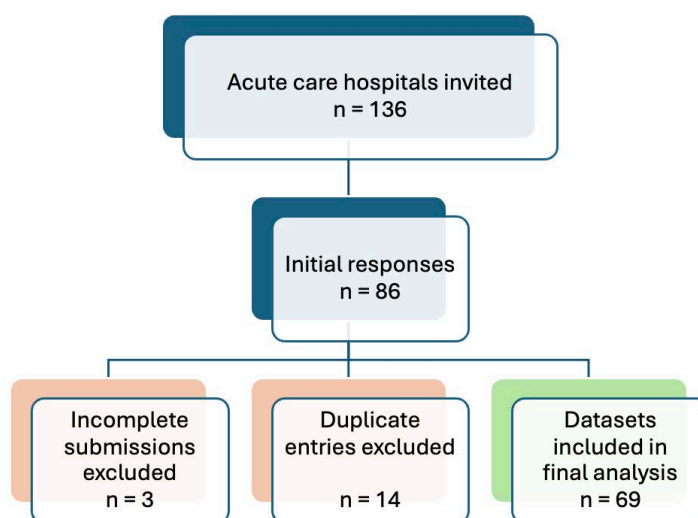 Acute care hospitals invited
n = 136
Initial responses
n = 86
Incomplete
submissions
excluded
n = 3
Duplicate
entries excluded
n = 14
Datasets
included in
final analysis
n = 69